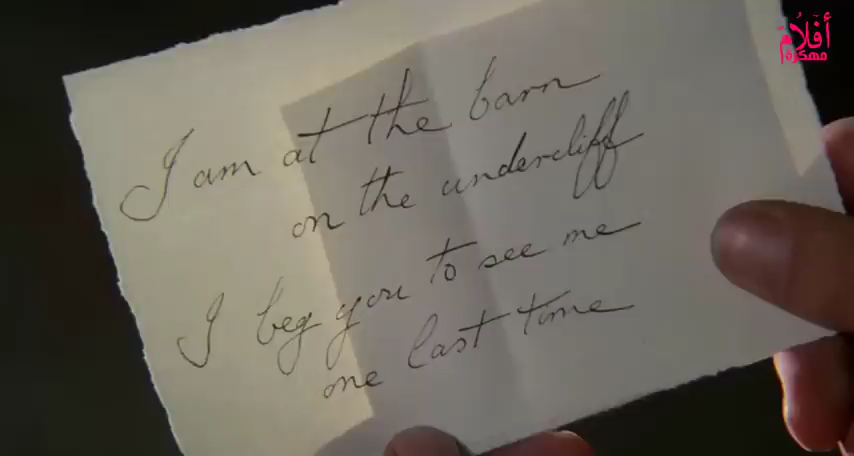 أفلام
مهكرة
I am at the barn
on the undercliff
I beg you to see me
one last time